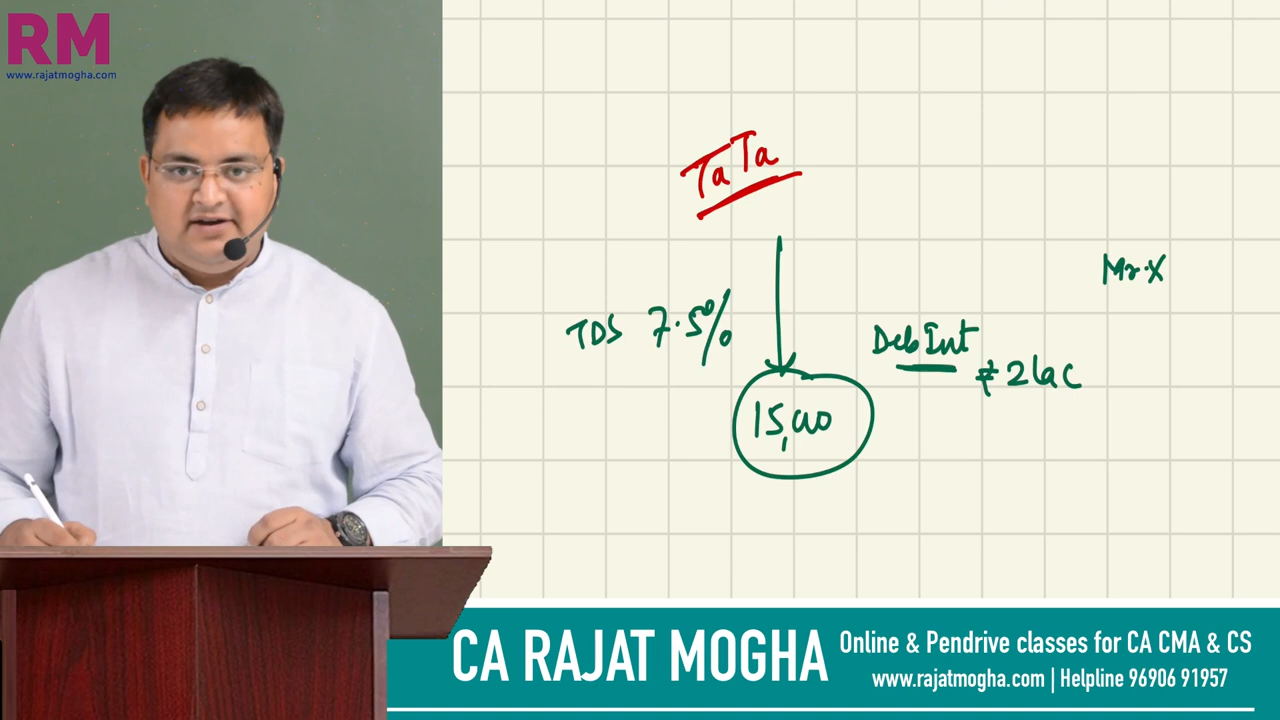 RM
www.rajatmogha.com
TaTa
Mr.X
TDS 7.5%
Deb Int
₹ 2 lac
15,000
CA RAJAT MOGHA
Online & Pendrive classes for CA CMA & CS
www.rajatmogha.com | Helpline 96906 91957